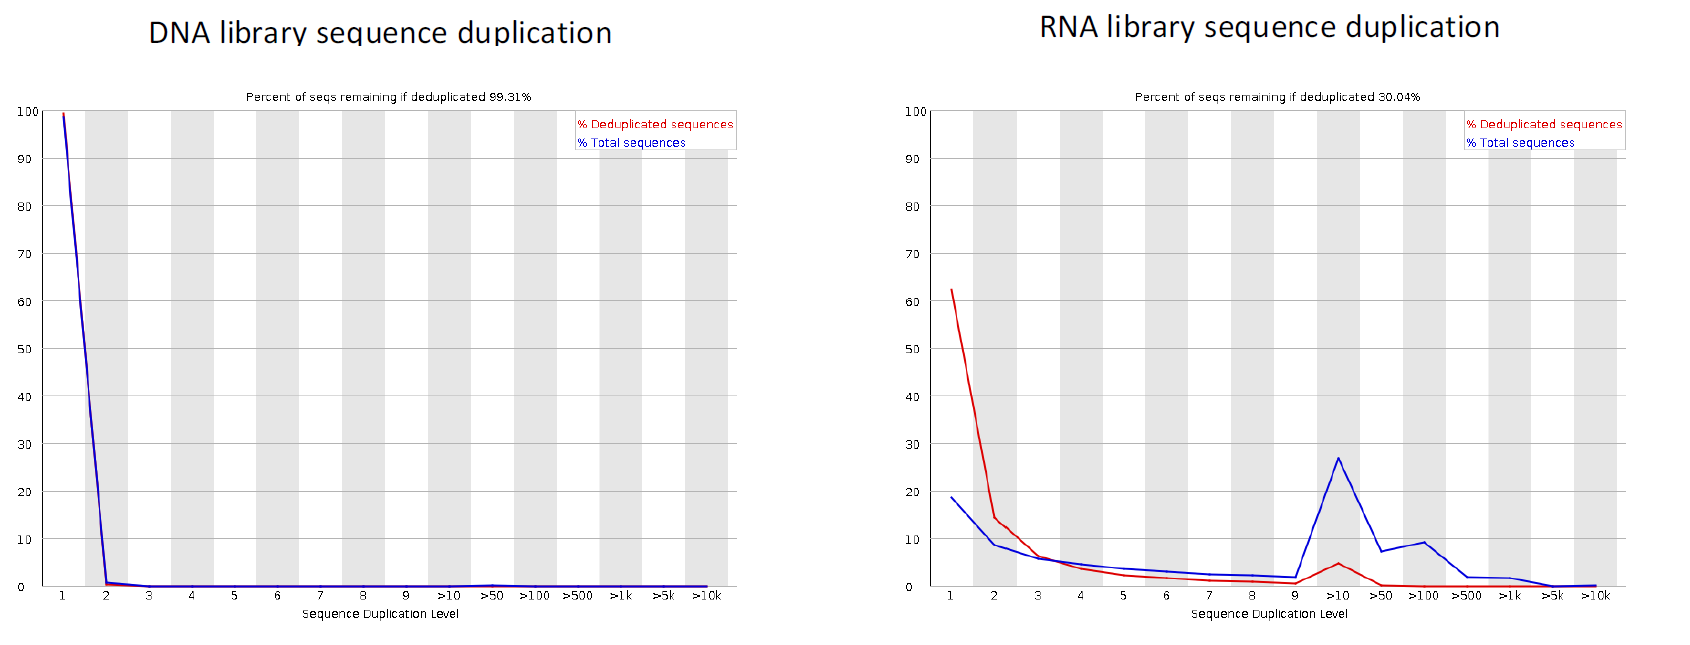 DNA library sequence duplication
Percent of seqs remaining if deduplicated 99.31%
% Deduplicated sequences
% Total sequences
100
90
80
70
60
50
40
30
20
10
0
1 2 3 4 5 6 7 8 9 >10 >50 >100 >500 >1k >5k >10k
Sequence Duplication Level
RNA library sequence duplication
Percent of seqs remaining if deduplicated 30.04%
% Deduplicated sequences
% Total sequences
100
90
80
70
60
50
40
30
20
10
0
1 2 3 4 5 6 7 8 9 >10 >50 >100 >500 >1k >5k >10k
Sequence Duplication Level